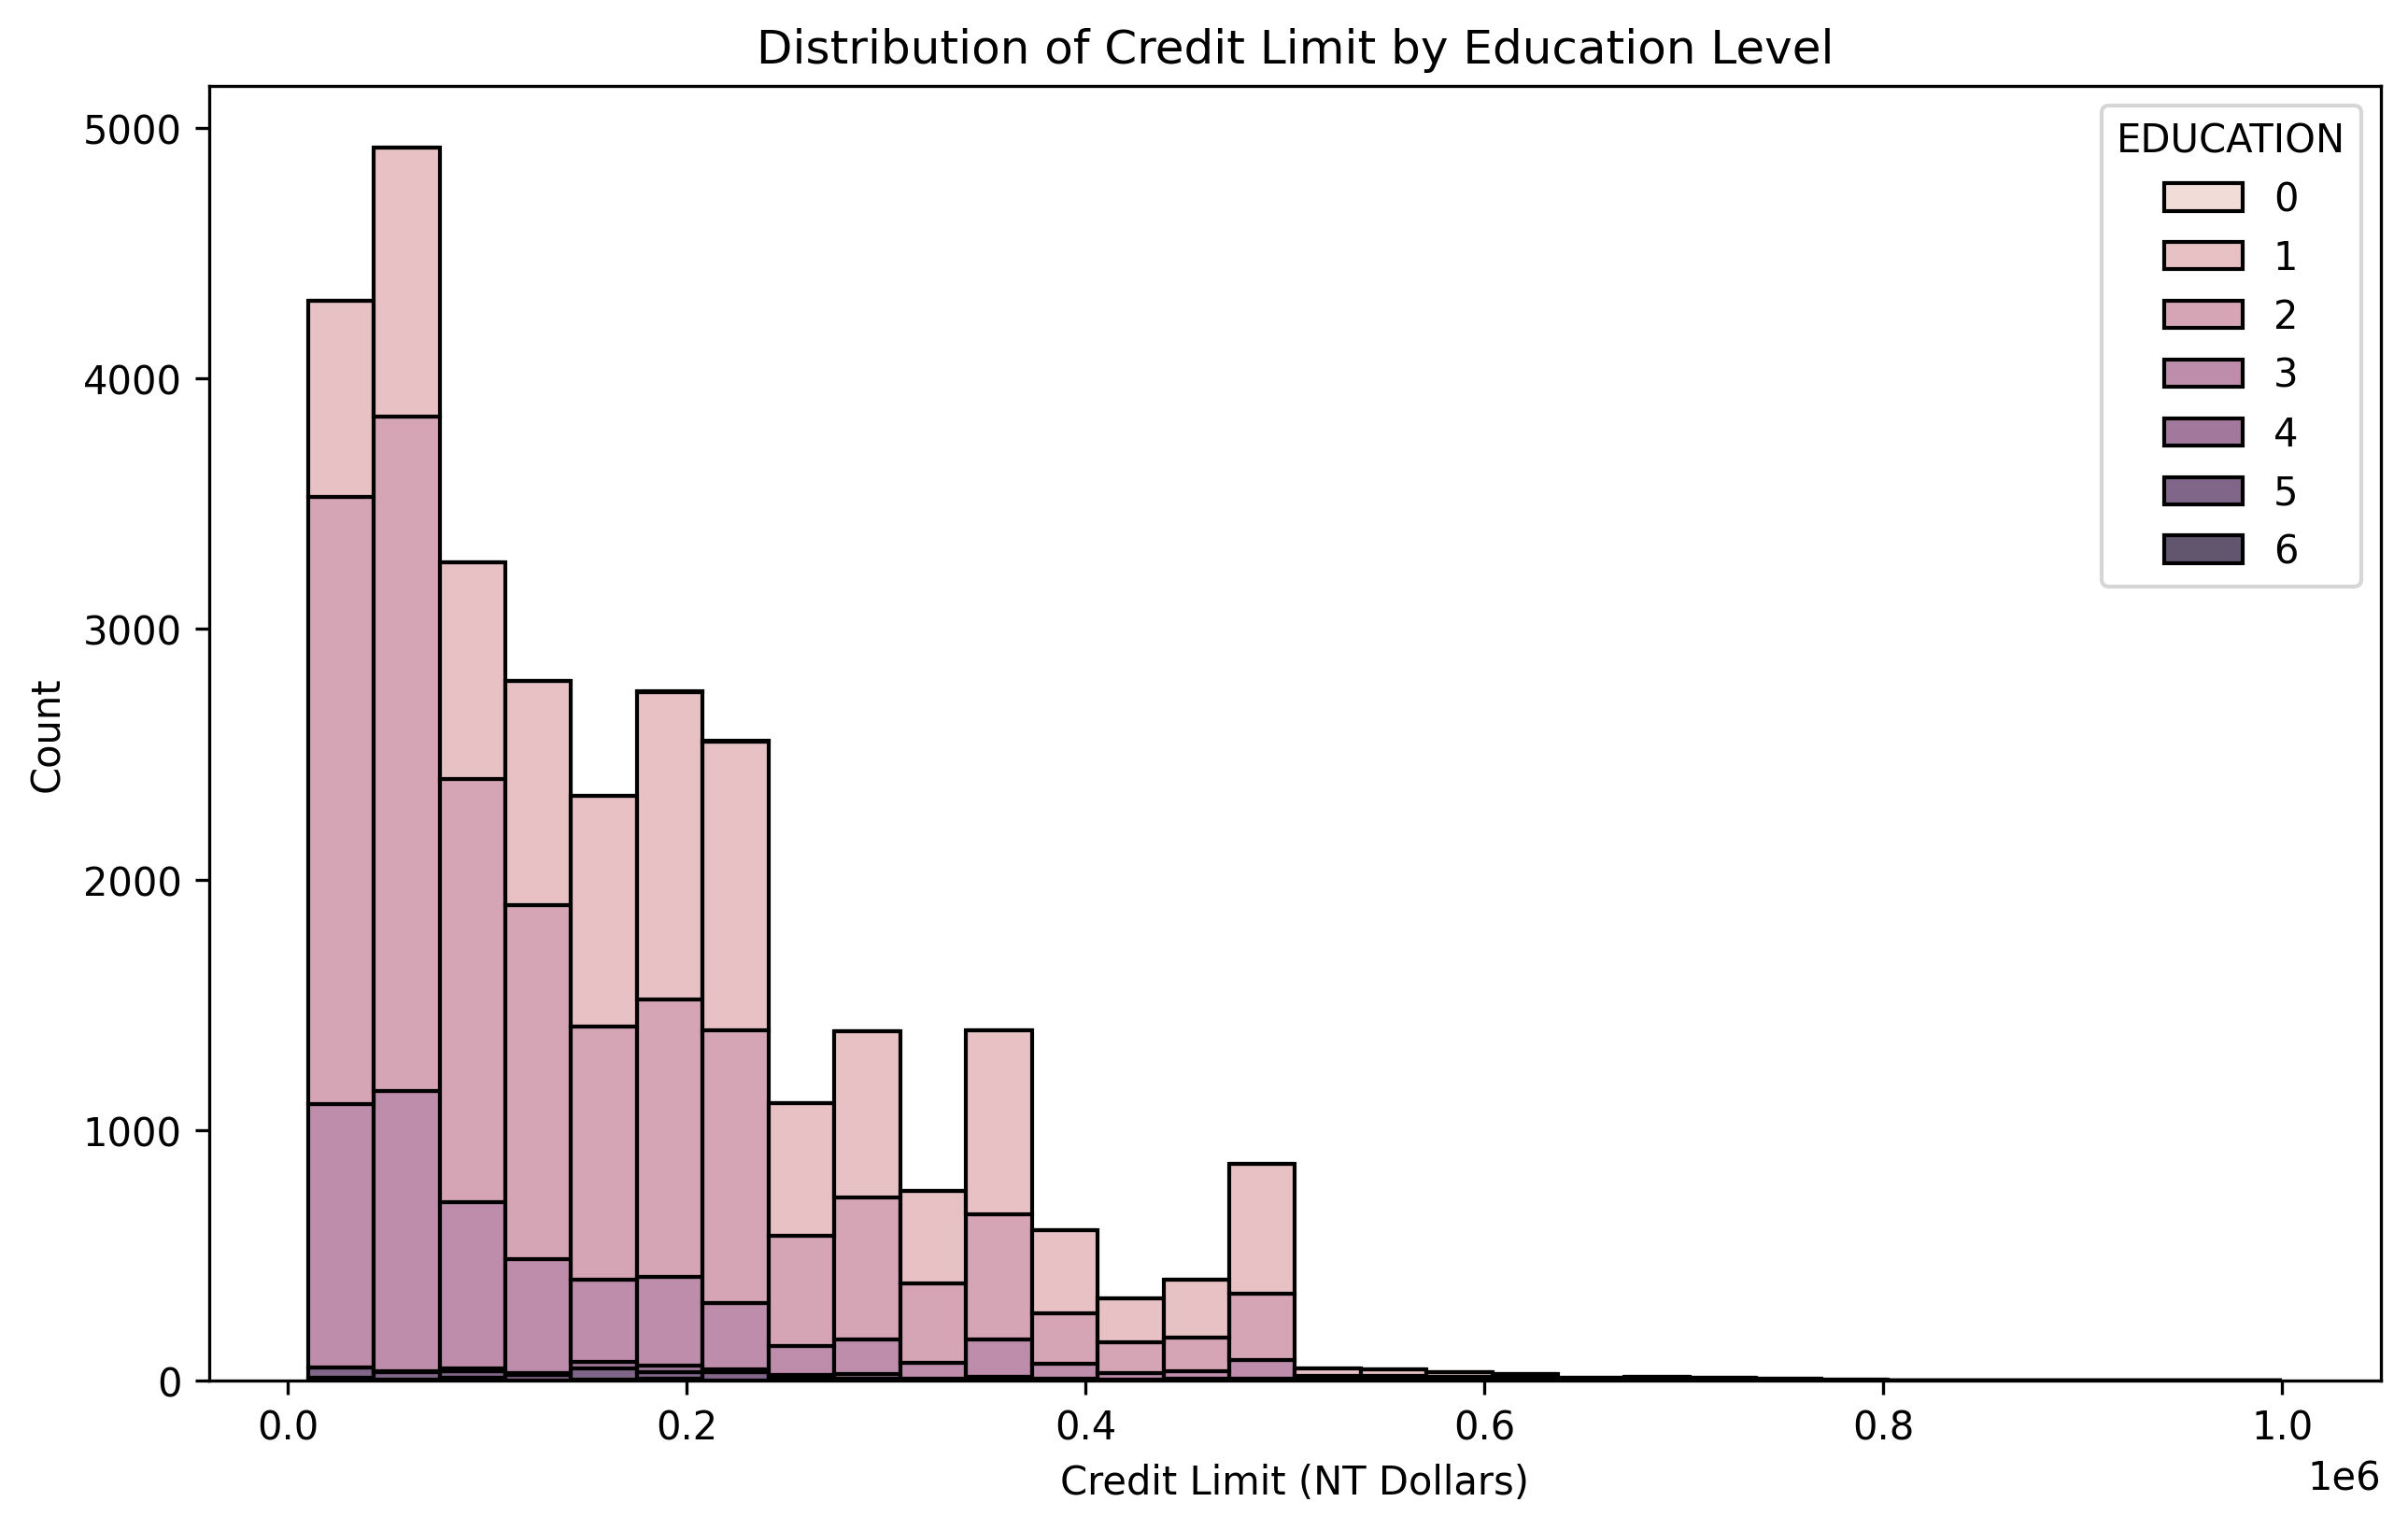 Distribution of Credit Limit by Education Level
5000
4000
3000
2000
1000
0
Count
0.0 0.2 0.4 0.6 0.8 1.0
1e6
Credit Limit (NT Dollars)
EDUCATION
0
1
2
3
4
5
6